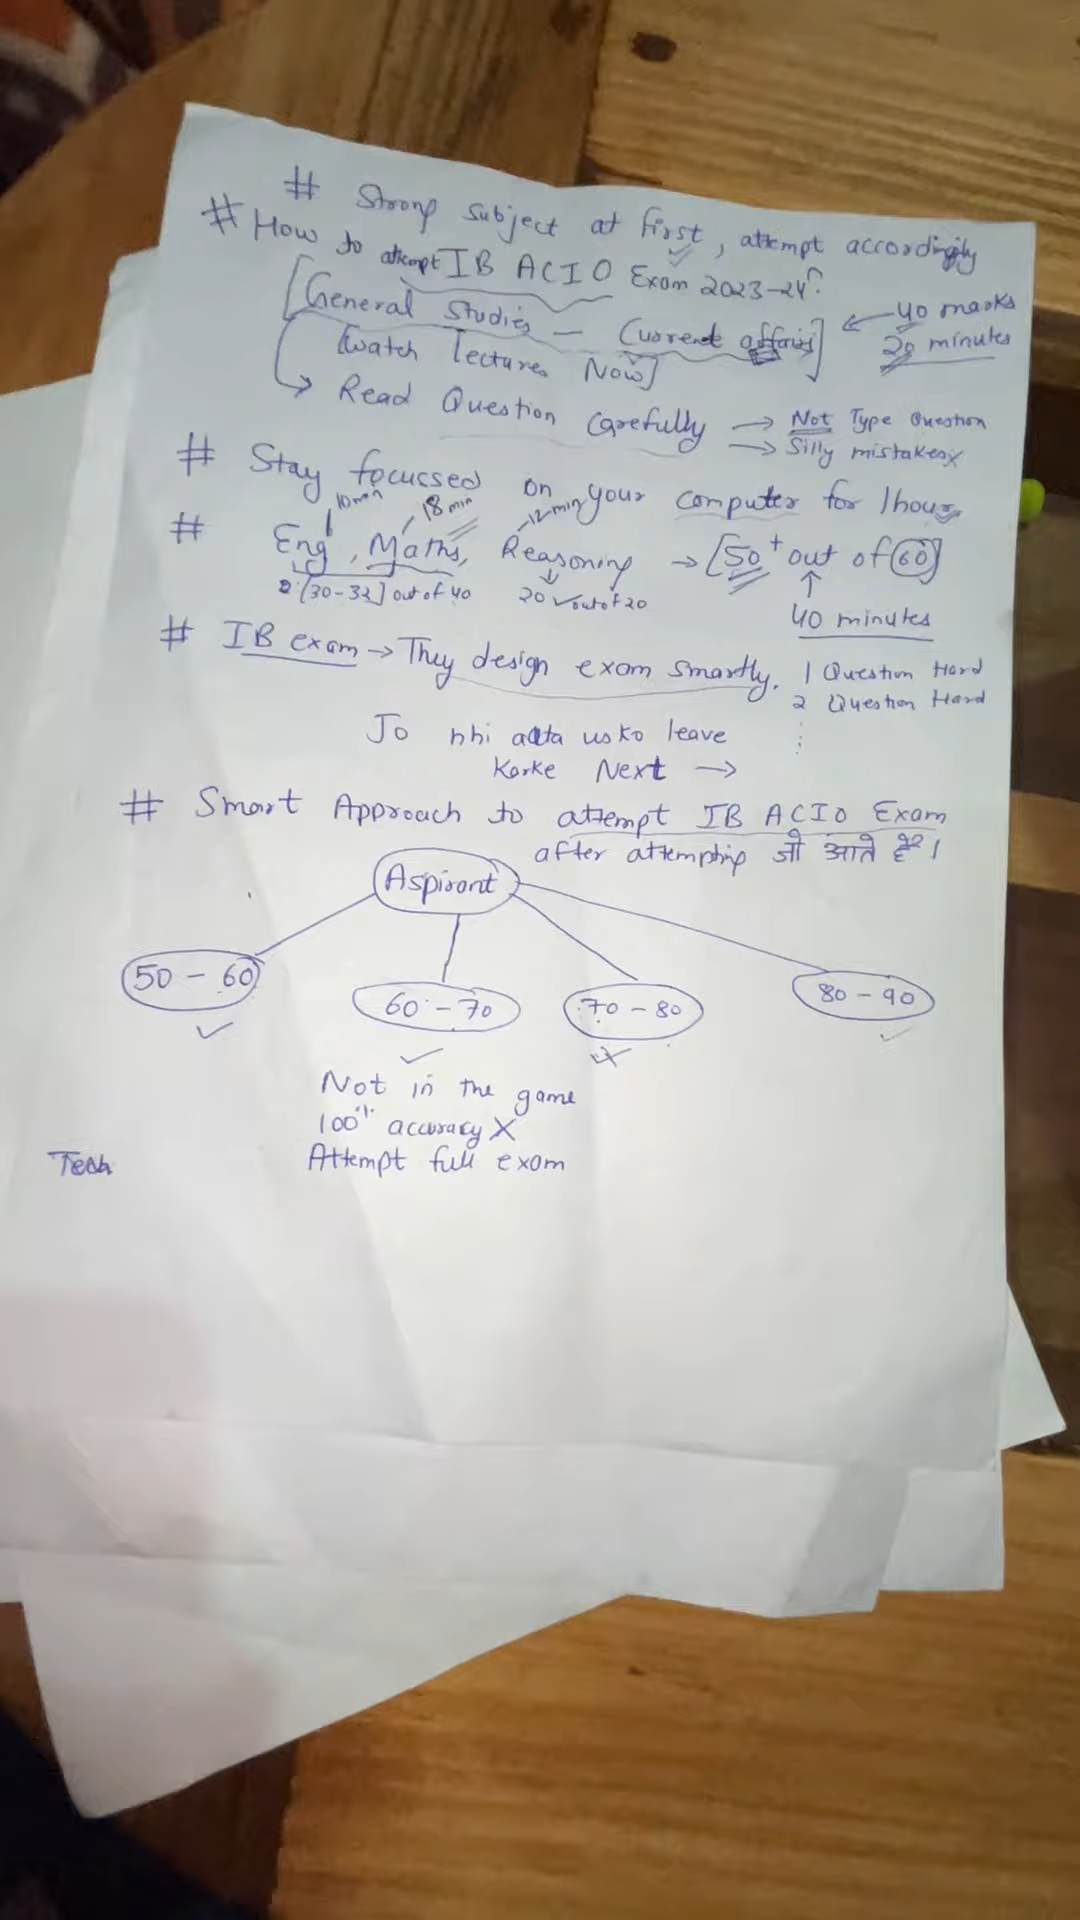 # Strong subject at first, attempt accordingly
# How to attempt IB ACIO Exam 2023-24?
[General Studies - Current affairs] ← 40 marks
20 minutes
[watch lectures Now]
→ Read Question Carefully → Not Type Question
→ Silly mistakes x
# Stay focussed on your computer for 1 hour
10 min 18 min 12 min
# Eng, Maths, Reasoning → [50+ out of 60]
[30-32] out of 40 20 ✓ out of 20
↑
40 minutes
# IB exam → They design exam smartly. 1 Question Hard
2 Question Hard
Jo nhi aata usko leave
Karke Next →
# Smart Approach to attempt IB ACIO Exam
after attempting जो आते हैं।
Aspirant
50 - 60
60 - 70
70 - 80
80 - 90
Not in the game
100% accuracy X
Attempt full exam
Tech